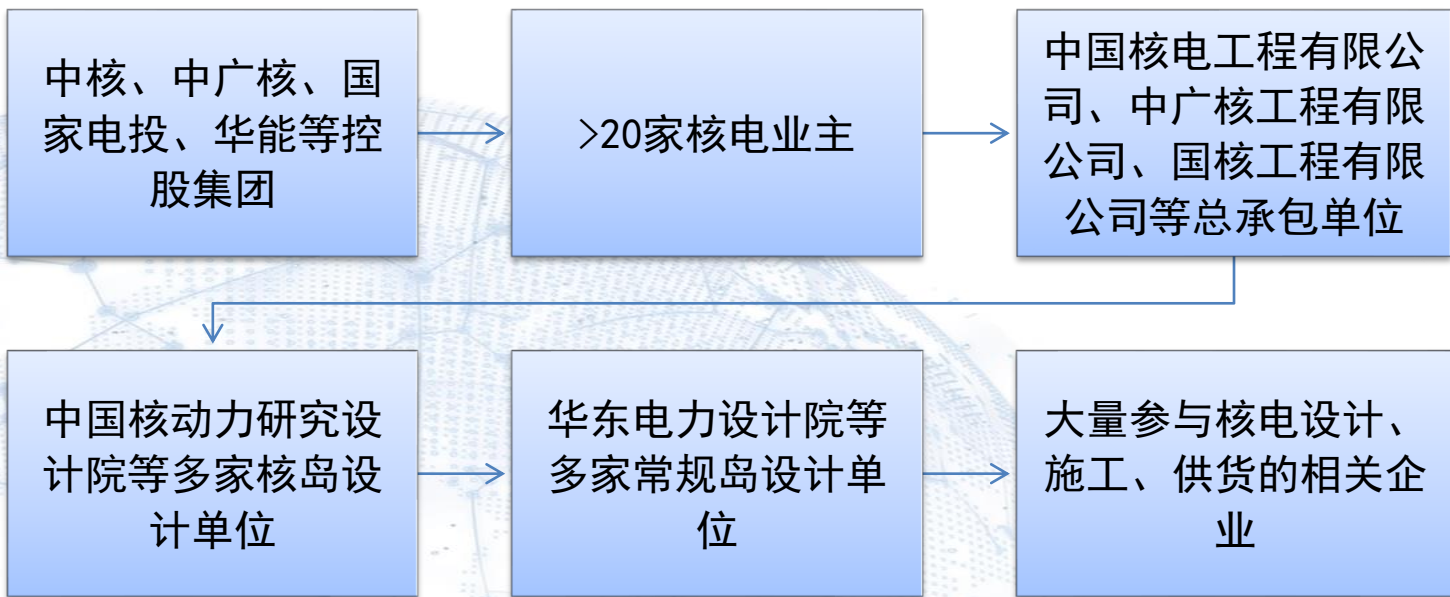 中核、中广核、国
家电投、华能等控
股集团
>20家核电业主
中国核电工程有限公
司、中广核工程有限
公司、国核工程有限
公司等总承包单位
中国核动力研究设
计院等多家核岛设
计单位
华东电力设计院等
多家常规岛设计单
位
大量参与核电设计、
施工、供货的相关企
业